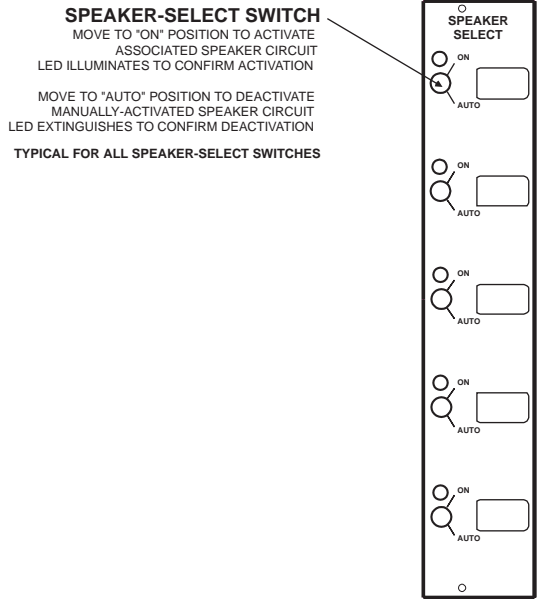 SPEAKER-SELECT SWITCH
MOVE TO "ON" POSITION TO ACTIVATE
ASSOCIATED SPEAKER CIRCUIT
LED ILLUMINATES TO CONFIRM ACTIVATION
MOVE TO "AUTO" POSITION TO DEACTIVATE
MANUALLY-ACTIVATED SPEAKER CIRCUIT
LED EXTINGUISHES TO CONFIRM DEACTIVATION
TYPICAL FOR ALL SPEAKER-SELECT SWITCHES
SPEAKER
SELECT
ON
AUTO
ON
AUTO
ON
AUTO
ON
AUTO
ON
AUTO